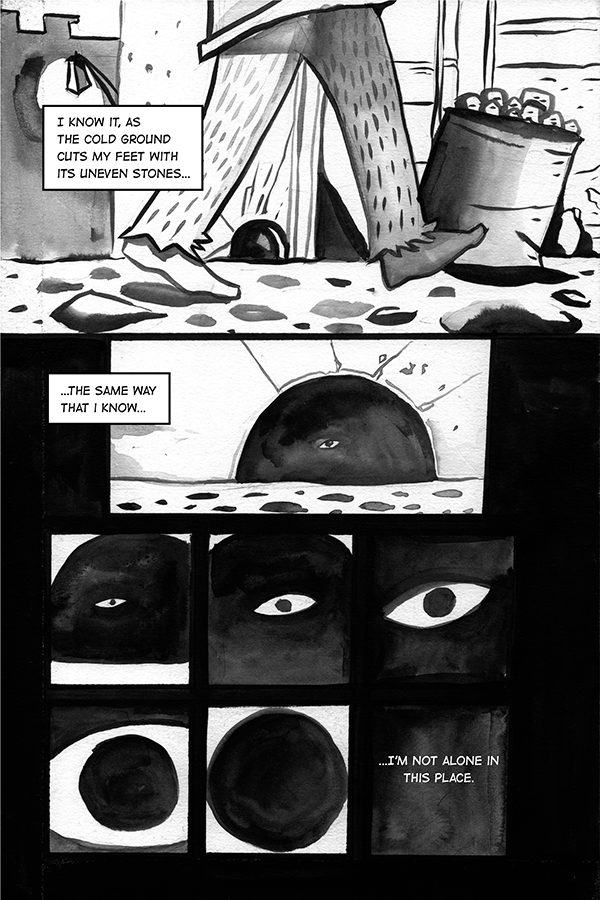 I KNOW IT, AS
THE COLD GROUND
CUTS MY FEET WITH
ITS UNEVEN STONES...
...THE SAME WAY
THAT I KNOW...
...I'M NOT ALONE IN
THIS PLACE.